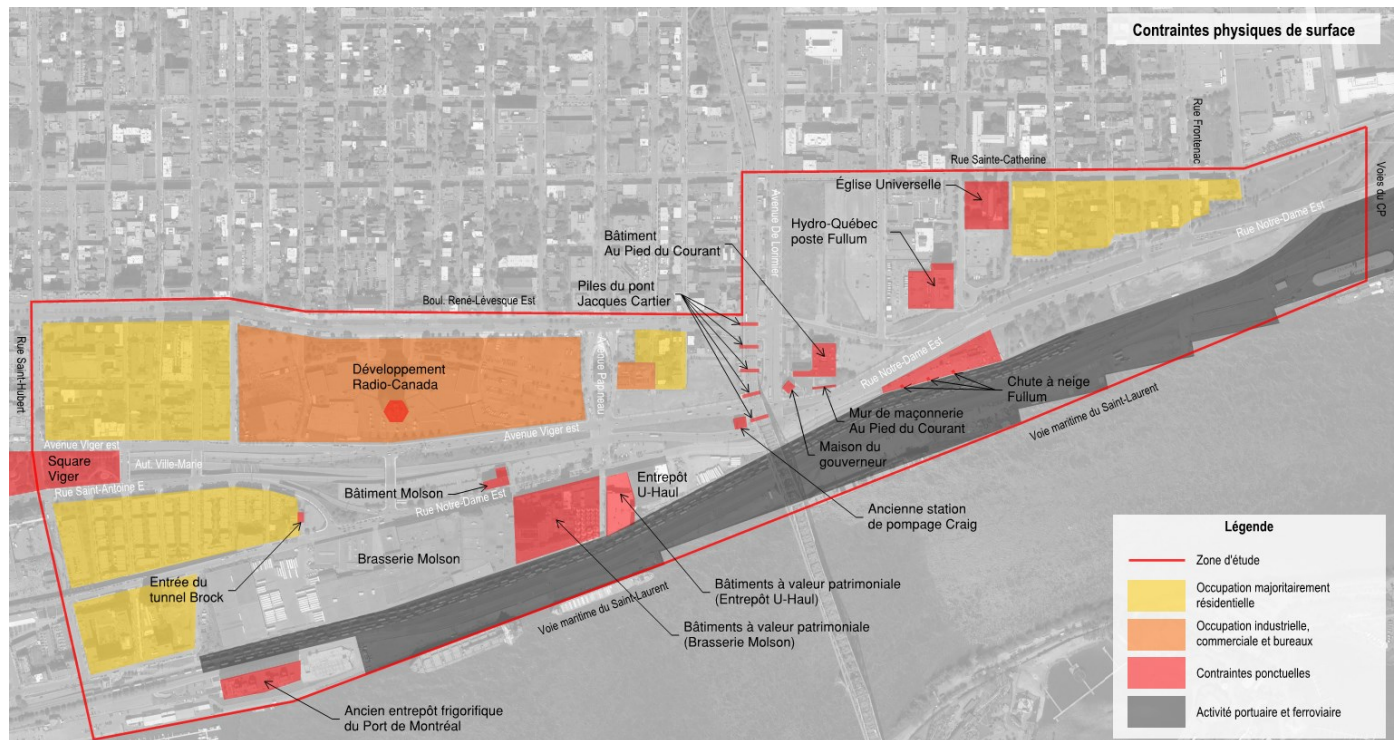 Contraintes physiques de surface
Rue Frontenac
Rue Sainte-Catherine
Église Universelle
Voies du CP
Avenue De Lorimier
Rue Notre-Dame Est
Hydro-Québec
poste Fullum
Bâtiment
Au Pied du Courant
Piles du pont
Jacques Cartier
Boul. René-Lèvesque Est
Rue Saint-Hubert
Développement
Radio-Canada
Avenue Papineau
Rue Notre-Dame Est
Chute à neige
Fullum
Mur de maçonnerie
Au Pied du Courant
Voie maritime du Saint-Laurent
Maison du
gouverneur
Avenue Viger est
Avenue Viger est
Square
Viger
Aut. Ville-Marie
Rue Saint-Antoine E
Bâtiment Molson
Rue Notre-Dame Est
Entrepôt
U-Haul
Ancienne station
de pompage Craig
Brasserie Molson
Entrée du
tunnel Brock
Bâtiments à valeur patrimoniale
(Entrepôt U-Haul)
Voie maritime du Saint-Laurent
Bâtiments à valeur patrimoniale
(Brasserie Molson)
Ancien entrepôt frigorifique
du Port de Montréal
Légende
Zone d'étude
Occupation majoritairement
résidentielle
Occupation industrielle,
commerciale et bureaux
Contraintes ponctuelles
Activité portuaire et ferroviaire